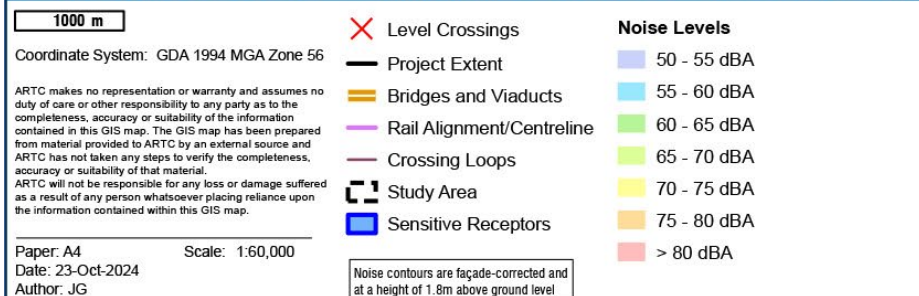 1000 m
Coordinate System: GDA 1994 MGA Zone 56
ARTC makes no representation or warranty and assumes no
duty of care or other responsibility to any party as to the
completeness, accuracy or suitability of the information
contained in this GIS map. The GIS map has been prepared
from material provided to ARTC by an external source and
ARTC has not taken any steps to verify the completeness,
accuracy or suitability of that material.
ARTC will not be responsible for any loss or damage suffered
as a result of any person whatsoever placing reliance upon
the information contained within this GIS map.
Paper: A4 Scale: 1:60,000
Date: 23-Oct-2024
Author: JG
Level Crossings
Project Extent
Bridges and Viaducts
Rail Alignment/Centreline
Crossing Loops
Study Area
Sensitive Receptors
Noise contours are façade-corrected and
at a height of 1.8m above ground level
Noise Levels
50 - 55 dBA
55 - 60 dBA
60 - 65 dBA
65 - 70 dBA
70 - 75 dBA
75 - 80 dBA
> 80 dBA